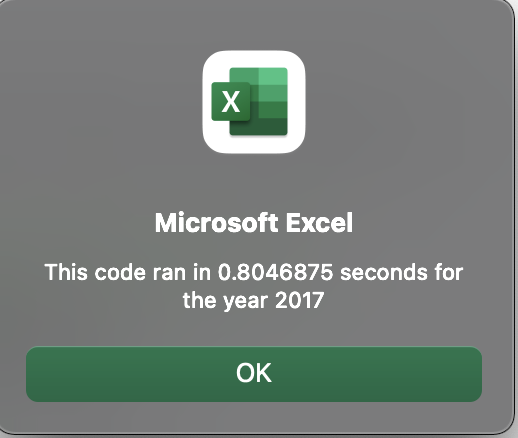 X
Microsoft Excel
This code ran in 0.8046875 seconds for
the year 2017
OK